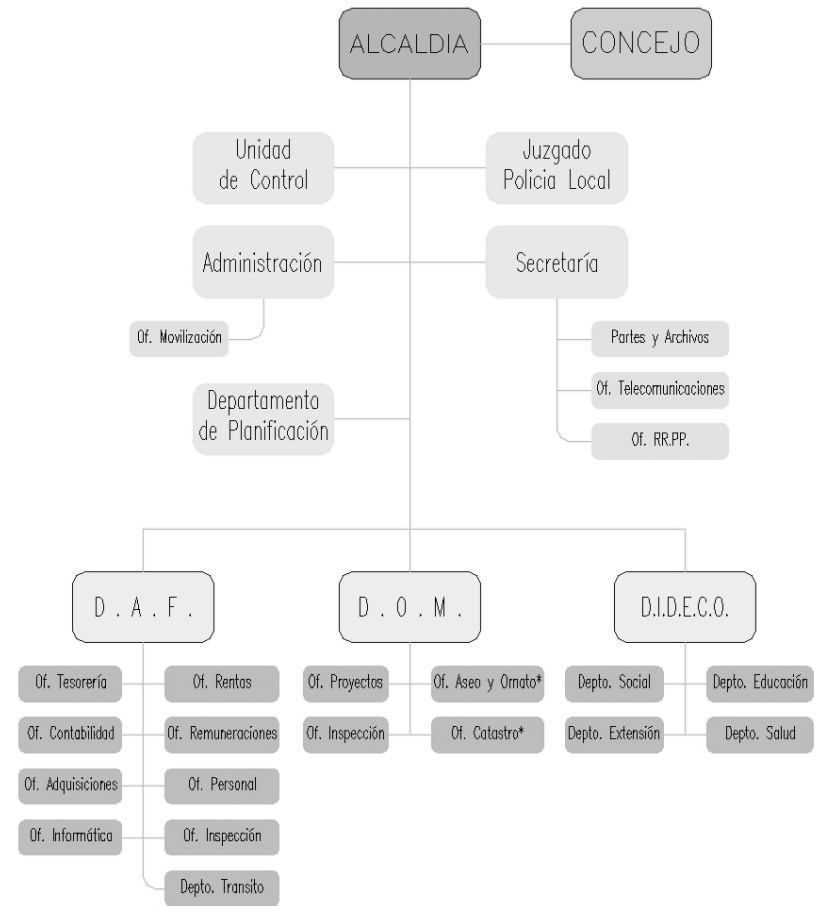 ALCALDIA
CONCEJO
Unidad
de Control
Juzgado
Policia Local
Administración
Secretaría
Of. Movilización
Partes y Archivos
Of. Telecomunicaciones
Of. RR.PP.
Departamento
de Planificación
D . A . F .
D . O . M .
D.I.D.E.C.O.
Of. Tesorería
Of. Rentas
Of. Contabilidad
Of. Remuneraciones
Of. Adquisiciones
Of. Personal
Of. Informática
Of. Inspección
Depto. Transito
Of. Proyectos
Of. Aseo y Ornato*
Of. Inspección
Of. Catastro*
Depto. Social
Depto. Educación
Depto. Extensión
Depto. Salud